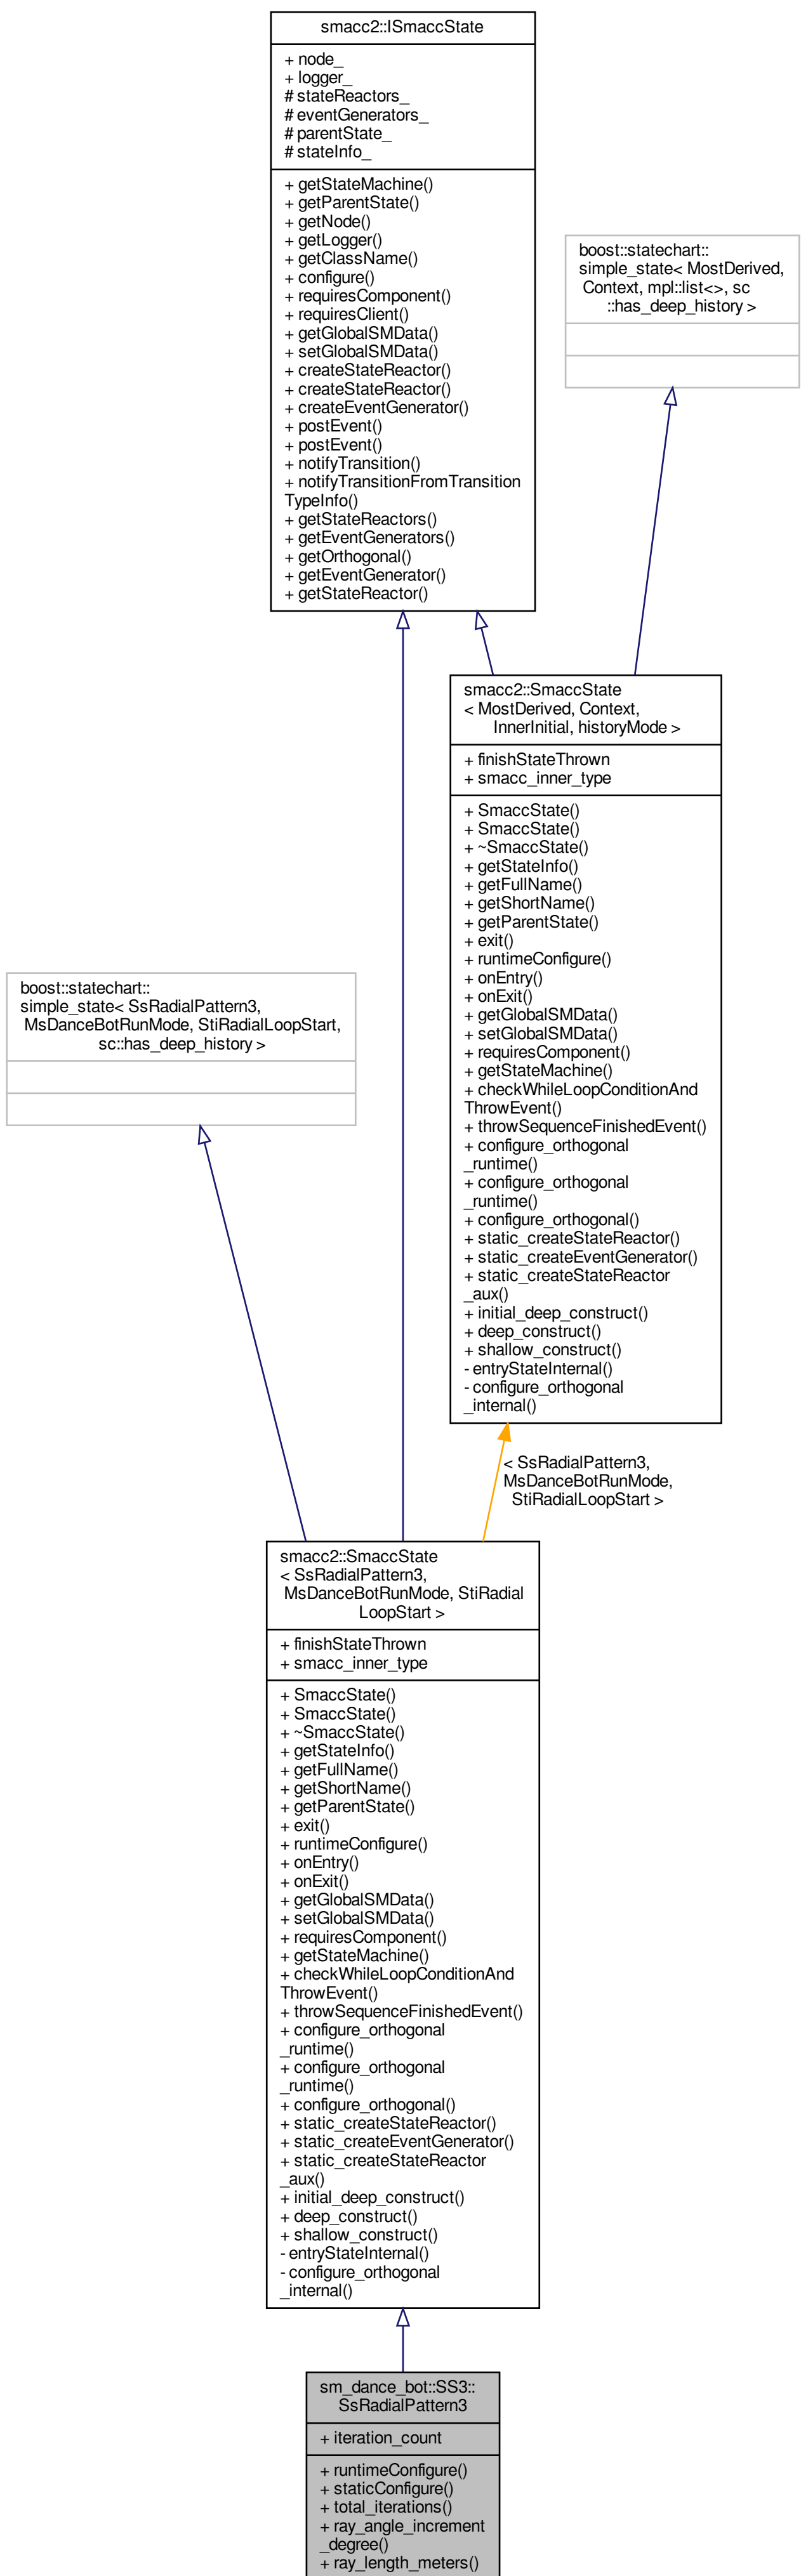 smacc2::ISmaccState
+ node_
+ logger_
# stateReactors_
# eventGenerators_
# parentState_
# stateInfo_
+ getStateMachine()
+ getParentState()
+ getNode()
+ getLogger()
+ getClassName()
+ configure()
+ requiresComponent()
+ requiresClient()
+ getGlobalSMData()
+ setGlobalSMData()
+ createStateReactor()
+ createStateReactor()
+ createEventGenerator()
+ postEvent()
+ postEvent()
+ notifyTransition()
+ notifyTransitionFromTransition
TypeInfo()
+ getStateReactors()
+ getEventGenerators()
+ getOrthogonal()
+ getEventGenerator()
+ getStateReactor()
boost::statechart::
simple_state< MostDerived,
Context, mpl::list<>, sc
::has_deep_history >
smacc2::SmaccState
< MostDerived, Context,
InnerInitial, historyMode >
+ finishStateThrown
+ smacc_inner_type
+ SmaccState()
+ SmaccState()
+ ~SmaccState()
+ getStateInfo()
+ getFullName()
+ getShortName()
+ getParentState()
+ exit()
+ runtimeConfigure()
+ onEntry()
+ onExit()
+ getGlobalSMData()
+ setGlobalSMData()
+ requiresComponent()
+ getStateMachine()
+ checkWhileLoopConditionAnd
ThrowEvent()
+ throwSequenceFinishedEvent()
+ configure_orthogonal
_runtime()
+ configure_orthogonal
_runtime()
+ configure_orthogonal()
+ static_createStateReactor()
+ static_createEventGenerator()
+ static_createStateReactor
_aux()
+ initial_deep_construct()
+ deep_construct()
+ shallow_construct()
- entryStateInternal()
- configure_orthogonal
_internal()
boost::statechart::
simple_state< SsRadialPattern3,
MsDanceBotRunMode, StiRadialLoopStart,
sc::has_deep_history >
< SsRadialPattern3,
MsDanceBotRunMode,
StiRadialLoopStart >
smacc2::SmaccState
< SsRadialPattern3,
MsDanceBotRunMode, StiRadial
LoopStart >
+ finishStateThrown
+ smacc_inner_type
+ SmaccState()
+ SmaccState()
+ ~SmaccState()
+ getStateInfo()
+ getFullName()
+ getShortName()
+ getParentState()
+ exit()
+ runtimeConfigure()
+ onEntry()
+ onExit()
+ getGlobalSMData()
+ setGlobalSMData()
+ requiresComponent()
+ getStateMachine()
+ checkWhileLoopConditionAnd
ThrowEvent()
+ throwSequenceFinishedEvent()
+ configure_orthogonal
_runtime()
+ configure_orthogonal
_runtime()
+ configure_orthogonal()
+ static_createStateReactor()
+ static_createEventGenerator()
+ static_createStateReactor
_aux()
+ initial_deep_construct()
+ deep_construct()
+ shallow_construct()
- entryStateInternal()
- configure_orthogonal
_internal()
sm_dance_bot::SS3::
SsRadialPattern3
+ iteration_count
+ runtimeConfigure()
+ staticConfigure()
+ total_iterations()
+ ray_angle_increment
_degree()
+ ray_length_meters()